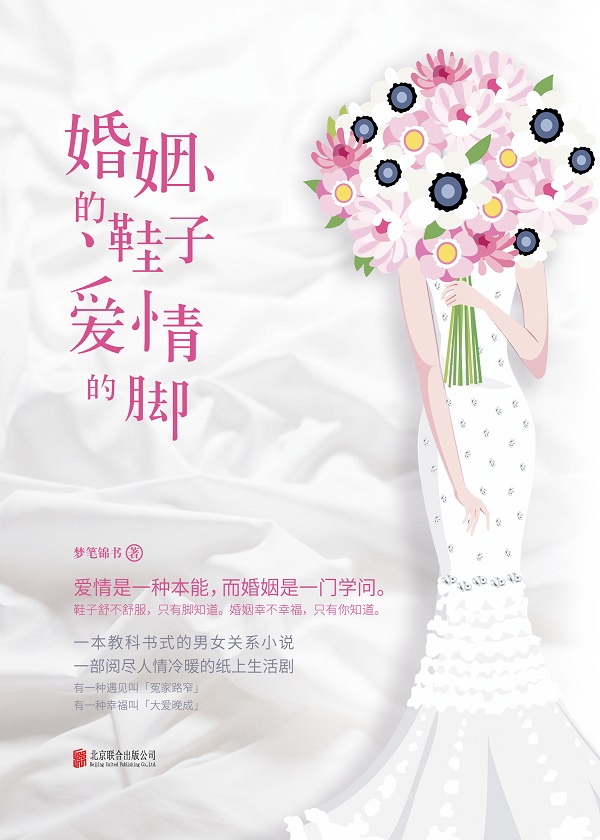 婚姻、
的、鞋子
爱情
的脚
梦笔锦书 著
爱情是一种本能，而婚姻是一门学问。
鞋子舒不舒服，只有脚知道。婚姻幸不幸福，只有你知道。
一本教科书式的男女关系小说
一部阅尽人情冷暖的纸上生活剧
有一种遇见叫「冤家路窄」
有一种幸福叫「大爱晚成」
北京联合出版公司
Beijing United Publishing Co.,Ltd.